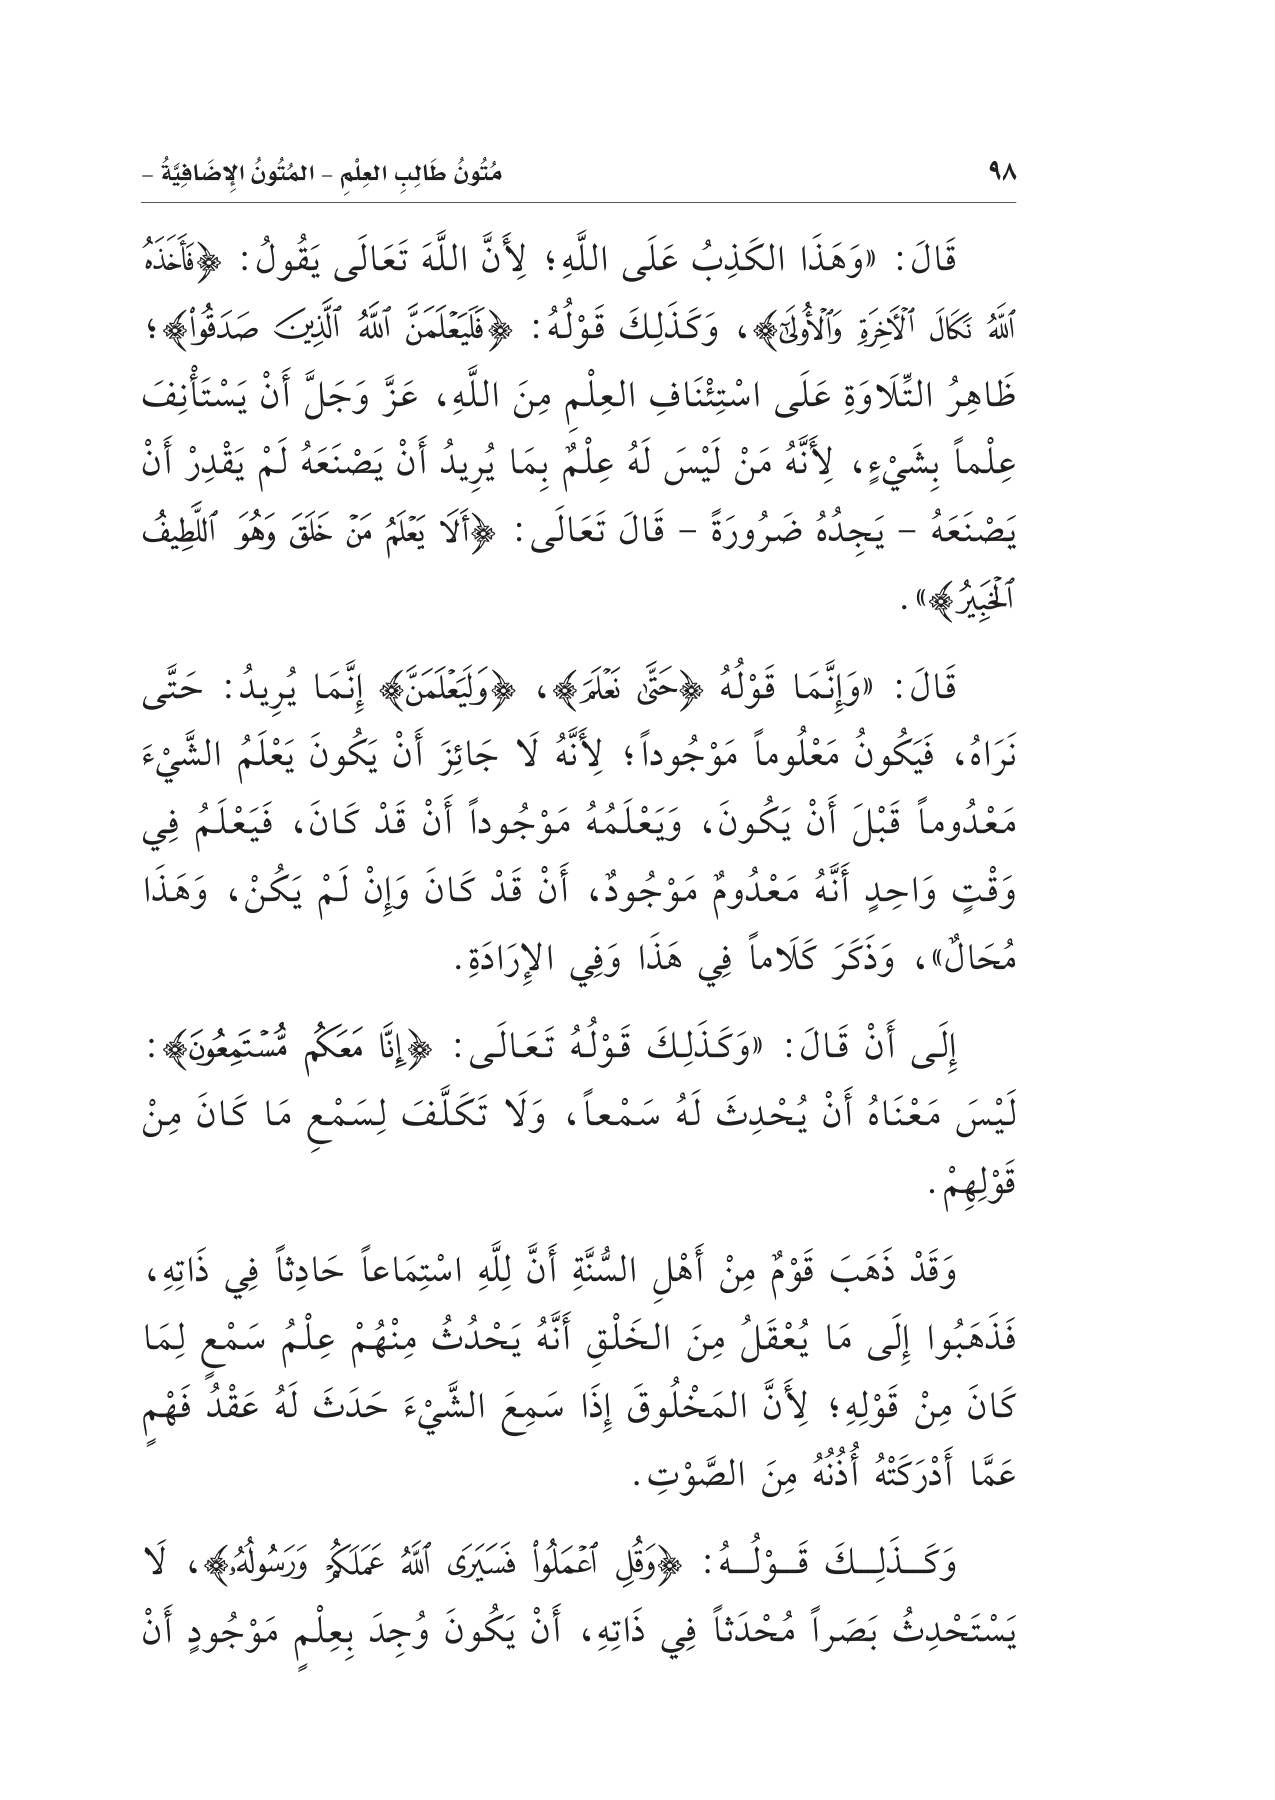 ٩٨ مُتُونُ طَالِبِ العِلْمِ – المُتُونُ الإِضَافِيَّةُ –
قَالَ: «وَهَذَا الكَذِبُ عَلَى اللَّهِ؛ لِأَنَّ اللَّهَ تَعَالَى يَقُولُ: ﴿فَأَخَذَهُ
ٱللَّهُ نَكَالَ ٱلْأَخِرَةِ وَٱلْأُولَىٰٓ﴾، وَكَذَلِكَ قَوْلُهُ: ﴿فَلَيَعْلَمَنَّ ٱللَّهُ ٱلَّذِينَ صَدَقُوا۟﴾؛
ظَاهِرُ التِّلَاوَةِ عَلَى اسْتِئْنَافِ العِلْمِ مِنَ اللَّهِ، عَزَّ وَجَلَّ أَنْ يَسْتَأْنِفَ
عِلْماً بِشَيْءٍ، لِأَنَّهُ مَنْ لَيْسَ لَهُ عِلْمٌ بِمَا يُرِيدُ أَنْ يَصْنَعَهُ لَمْ يَقْدِرْ أَنْ
يَصْنَعَهُ – يَجِدُهُ ضَرُورَةً – قَالَ تَعَالَى: ﴿أَلَا يَعْلَمُ مَنْ خَلَقَ وَهُوَ ٱللَّطِيفُ
ٱلْخَبِيرُ﴾».
قَالَ: «وَإِنَّمَا قَوْلُهُ ﴿حَتَّىٰ نَعْلَمَ﴾، ﴿وَلَيَعْلَمَنَّ﴾ إِنَّمَا يُرِيدُ: حَتَّى
نَرَاهُ، فَيَكُونُ مَعْلُوماً مَوْجُوداً؛ لِأَنَّهُ لَا جَائِزَ أَنْ يَكُونَ يَعْلَمُ الشَّيْءَ
مَعْدُوماً قَبْلَ أَنْ يَكُونَ، وَيَعْلَمُهُ مَوْجُوداً أَنْ قَدْ كَانَ، فَيَعْلَمُ فِي
وَقْتٍ وَاحِدٍ أَنَّهُ مَعْدُومٌ مَوْجُودٌ، أَنْ قَدْ كَانَ وَإِنْ لَمْ يَكُنْ، وَهَذَا
مُحَالٌ»، وَذَكَرَ كَلَاماً فِي هَذَا وَفِي الإِرَادَةِ.
إِلَى أَنْ قَالَ: «وَكَذَلِكَ قَوْلُهُ تَعَالَى: ﴿إِنَّا مَعَكُم مُّسْتَمِعُونَ﴾:
لَيْسَ مَعْنَاهُ أَنْ يُحْدِثَ لَهُ سَمْعاً، وَلَا تَكَلَّفَ لِسَمْعِ مَا كَانَ مِنْ
قَوْلِهِمْ.
وَقَدْ ذَهَبَ قَوْمٌ مِنْ أَهْلِ السُّنَّةِ أَنَّ لِلَّهِ اسْتِمَاعاً حَادِثاً فِي ذَاتِهِ،
فَذَهَبُوا إِلَى مَا يُعْقَلُ مِنَ الخَلْقِ أَنَّهُ يَحْدُثُ مِنْهُمْ عِلْمُ سَمْعٍ لِمَا
كَانَ مِنْ قَوْلِهِ؛ لِأَنَّ المَخْلُوقَ إِذَا سَمِعَ الشَّيْءَ حَدَثَ لَهُ عَقْدُ فَهْمٍ
عَمَّا أَدْرَكَتْهُ أُذُنُهُ مِنَ الصَّوْتِ.
وَكَذَلِكَ قَوْلُهُ: ﴿وَقُلِ ٱعْمَلُوا۟ فَسَيَرَى ٱللَّهُ عَمَلَكُمْ وَرَسُولُهُۥ﴾، لَا
يَسْتَحْدِثُ بَصَراً مُحْدَثاً فِي ذَاتِهِ، أَنْ يَكُونَ وُجِدَ بِعِلْمٍ مَوْجُودٍ أَنْ